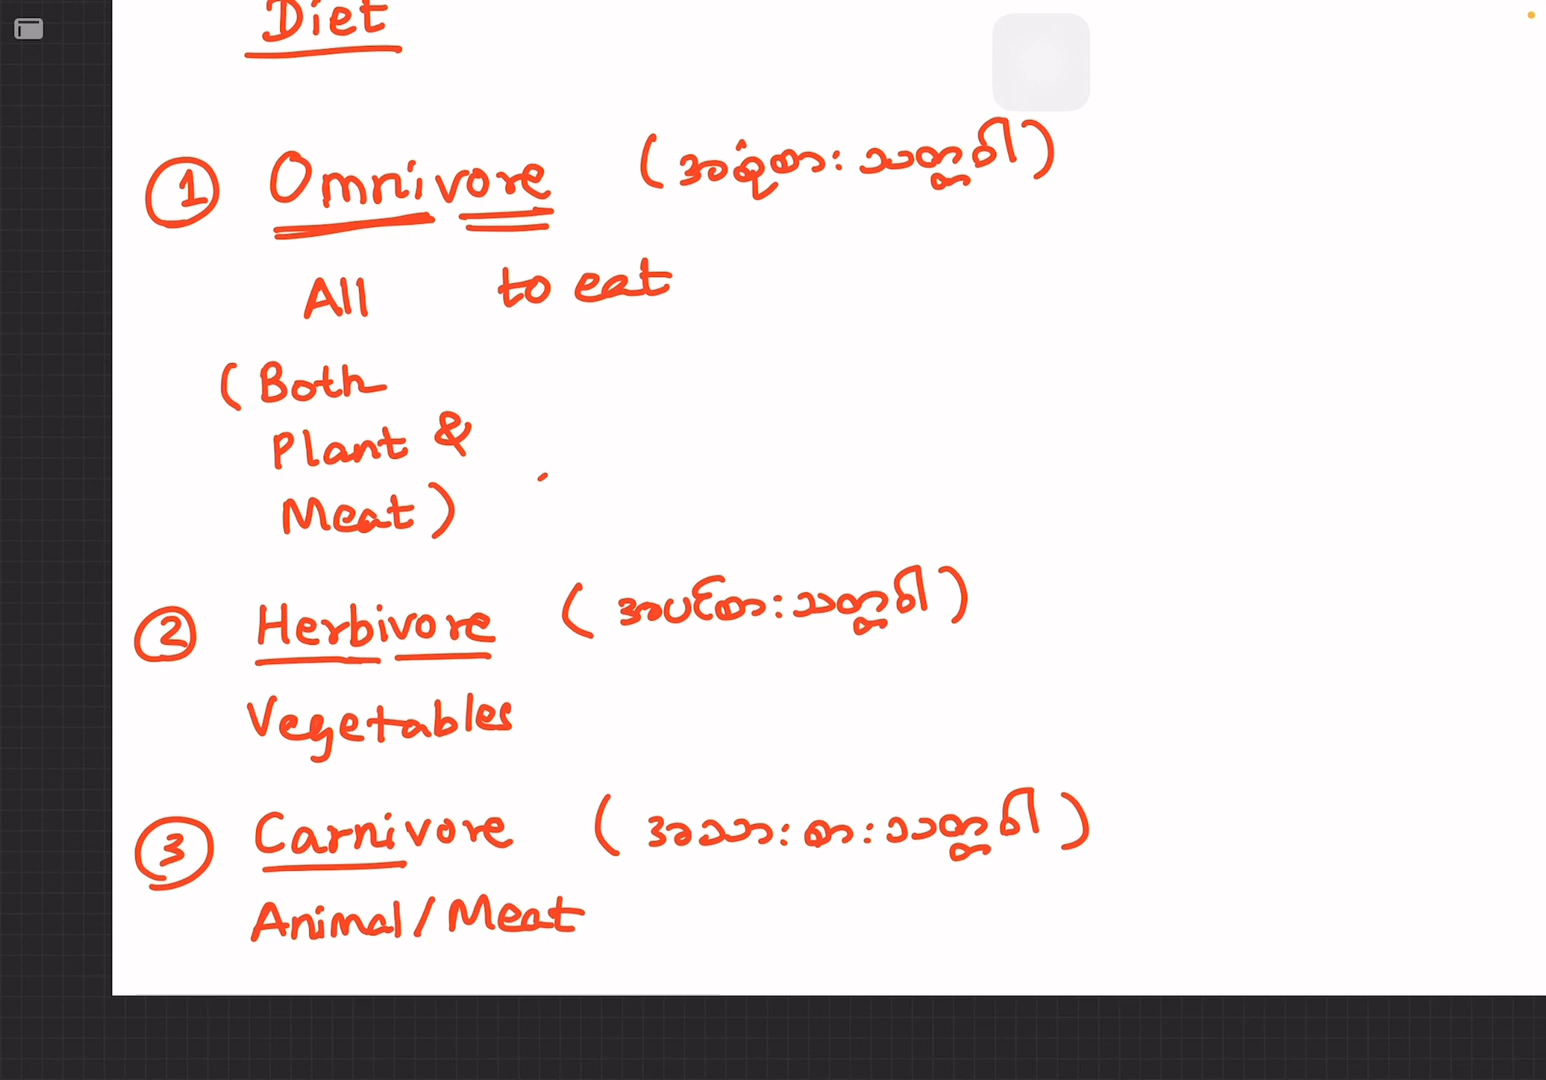 Diet
① Omnivore (အစုံစား သတ္တဝါ)
All to eat
(Both
Plant &
Meat)
② Herbivore (အပင်စားသတ္တဝါ)
Vegetables
③ Carnivore (အသားစားသတ္တဝါ)
Animal/Meat